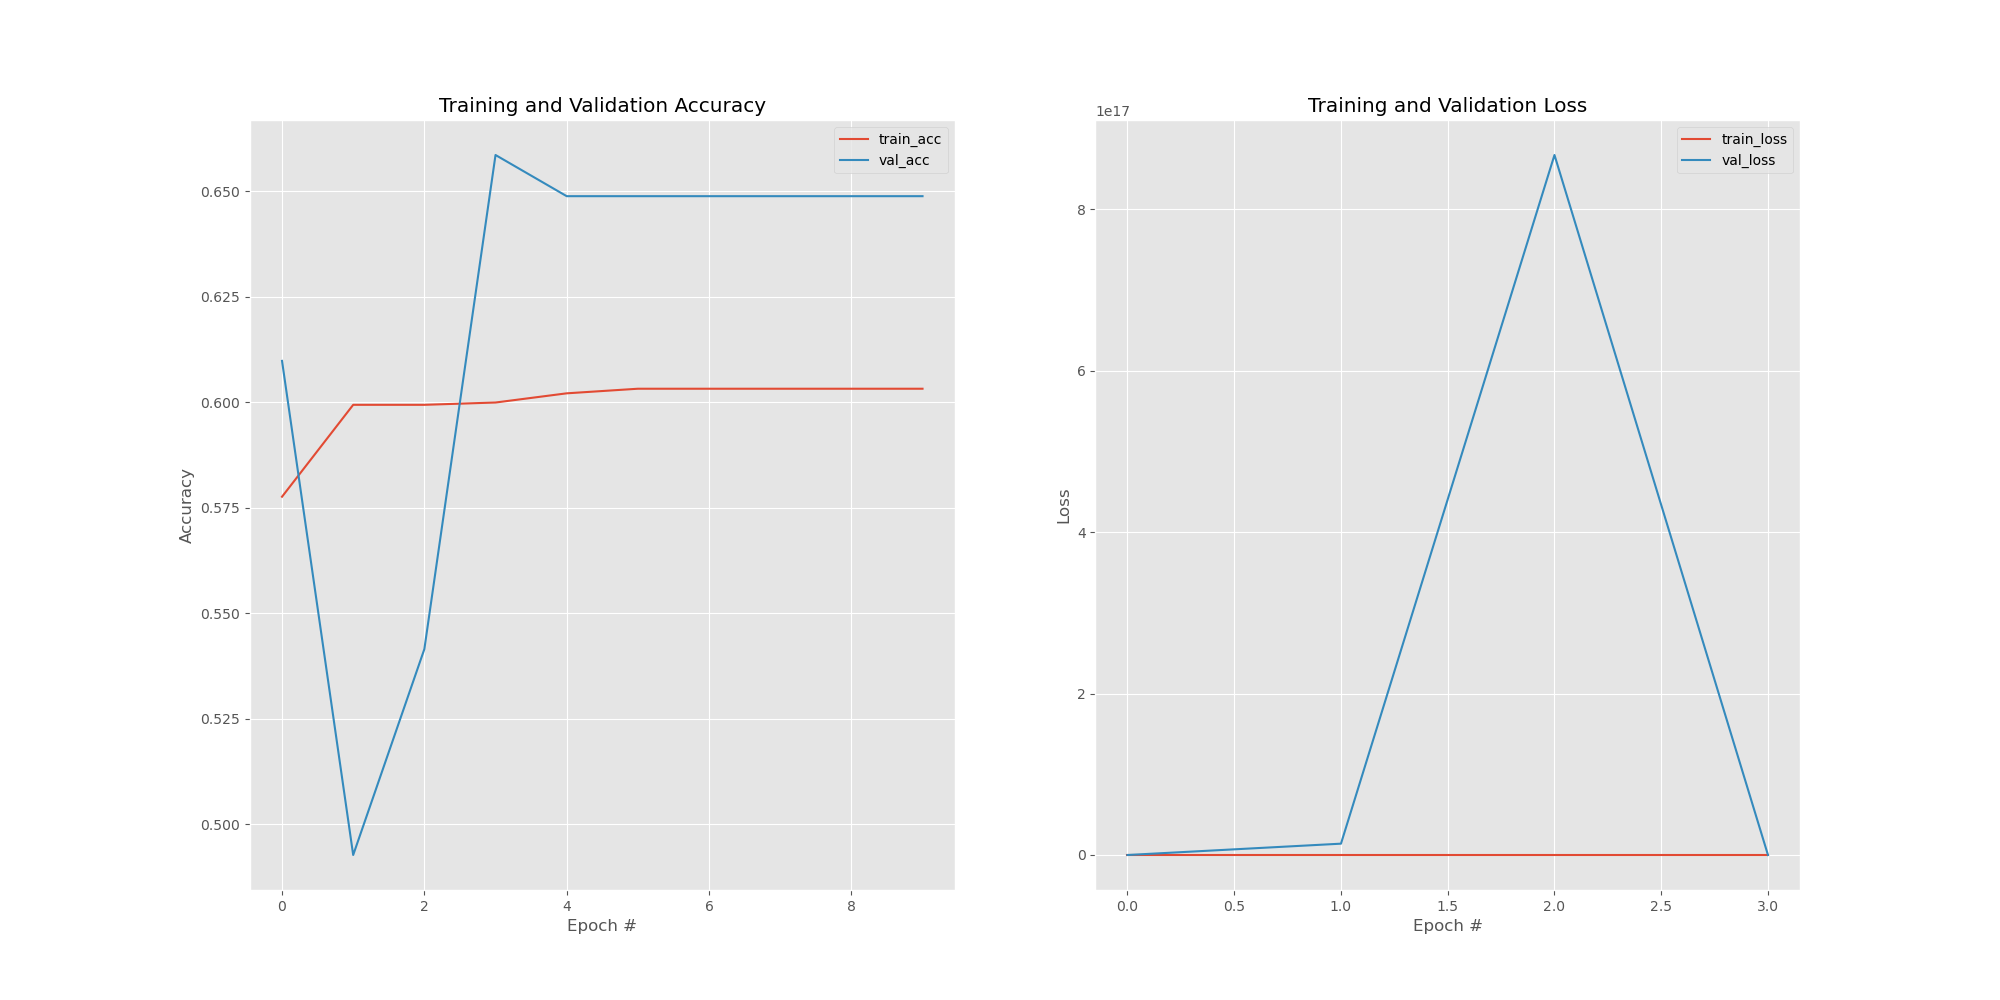 Training and Validation Accuracy
train_acc
val_acc
0.650
0.625
0.600
0.575
0.550
0.525
0.500
Accuracy
0 2 4 6 8
Epoch #
Training and Validation Loss
1e17
train_loss
val_loss
8
6
4
2
0
Loss
0.0 0.5 1.0 1.5 2.0 2.5 3.0
Epoch #